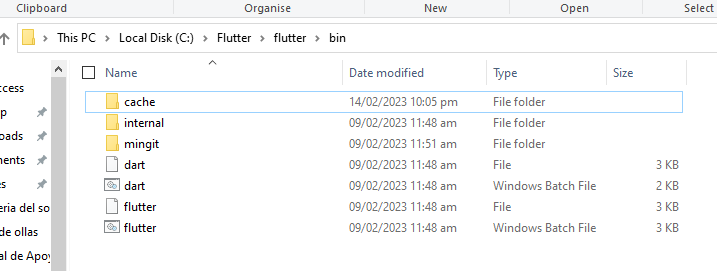 Clipboard Organise New Open Select
This PC > Local Disk (C:) > Flutter > flutter > bin
Name Date modified Type Size
cess
cache 14/02/2023 10:05 pm File folder
p
internal 09/02/2023 11:48 am File folder
loads
mingit 09/02/2023 11:51 am File folder
ments
dart 09/02/2023 11:48 am File 3 KB
es
dart 09/02/2023 11:48 am Windows Batch File 2 KB
eria del so
flutter 09/02/2023 11:48 am File 3 KB
de ollas
flutter 09/02/2023 11:48 am Windows Batch File 3 KB
al de Apoy